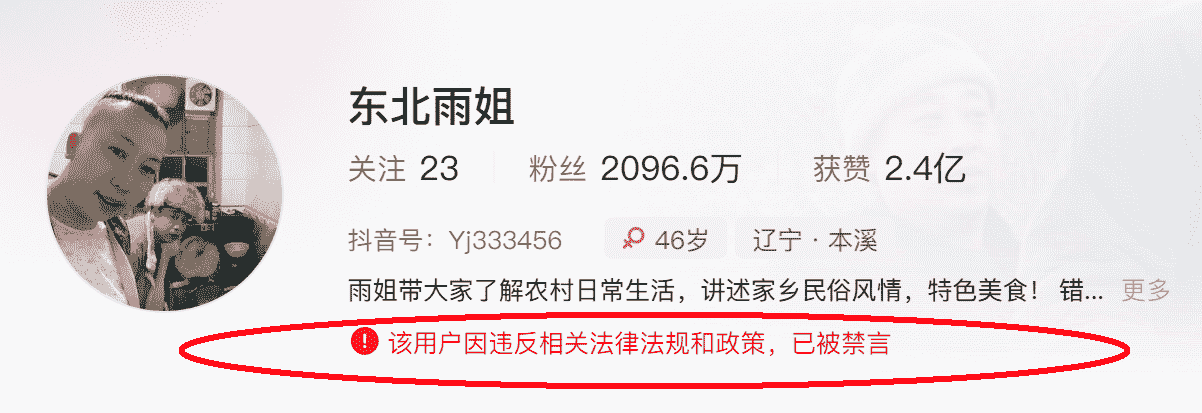 东北雨姐
关注 23 粉丝 2096.6万 获赞 2.4亿
抖音号：Yj333456 46岁 辽宁·本溪
雨姐带大家了解农村日常生活，讲述家乡民俗风情，特色美食！ 错... 更多
该用户因违反相关法律法规和政策，已被禁言